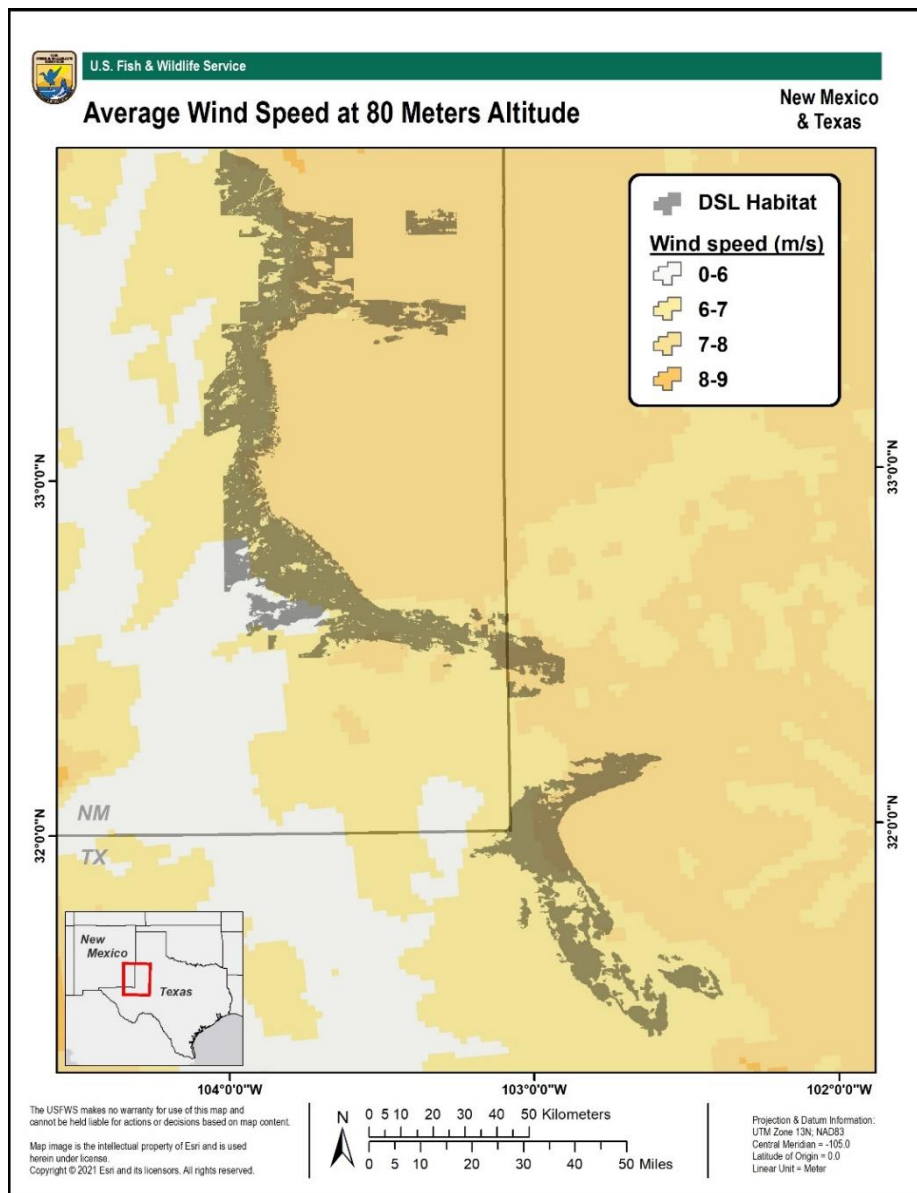 U.S. Fish & Wildlife Service
Average Wind Speed at 80 Meters Altitude
New Mexico
& Texas
DSL Habitat
Wind speed (m/s)
0-6
6-7
7-8
8-9
33°0'0"N
33°0'0"N
32°0'0"N
32°0'0"N
NM
TX
New
Mexico
Texas
104°0'0"W
103°0'0"W
102°0'0"W
The USFWS makes no warranty for use of this map and
cannot be held liable for actions or decisions based on map content.
Map image is the intellectual property of Esri and is used
herein under license.
Copyright © 2021 Esri and its licensors. All rights reserved.
N
0 5 10 20 30 40 50 Kilometers
0 5 10 20 30 40 50 Miles
Projection & Datum Information:
UTM Zone 13N; NAD83
Central Meridian = -105.0
Latitude of Origin = 0.0
Linear Unit = Meter